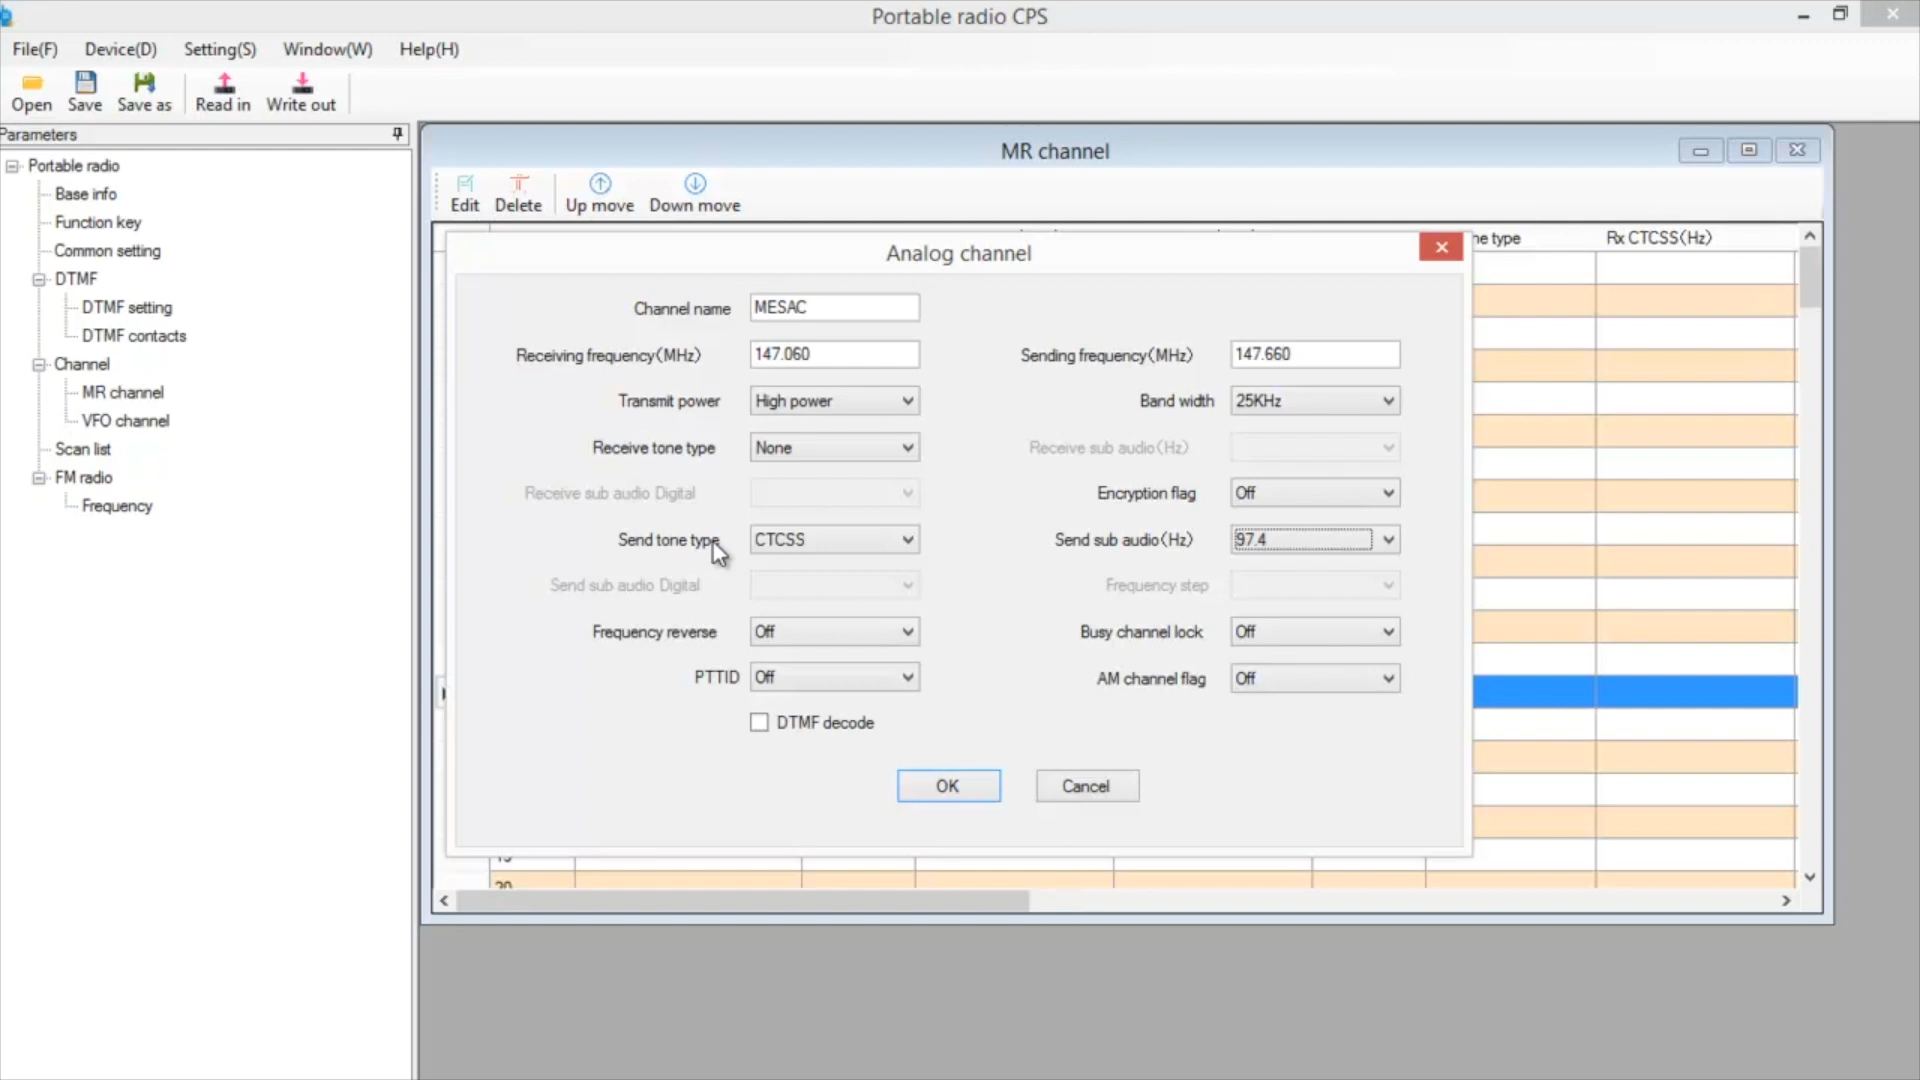 Portable radio CPS
File(F) Device(D) Setting(S) Window(W) Help(H)
Open Save Save as Read in Write out
Parameters
Portable radio
Base info
Function key
Common setting
DTMF
DTMF setting
DTMF contacts
Channel
MR channel
VFO channel
Scan list
FM radio
Frequency
MR channel
Edit Delete Up move Down move
Rx CTCSS(Hz)
Analog channel
Channel name MESAC
Receiving frequency(MHz) 147.060 Sending frequency(MHz) 147.660
Transmit power High power Band width 25KHz
Receive tone type None Receive sub audio(Hz)
Receive sub audio Digital Encryption flag Off
Send tone type CTCSS Send sub audio(Hz) 97.4
Send sub audio Digital Frequency step
Frequency reverse Off Busy channel lock Off
PTTID Off AM channel flag Off
DTMF decode
OK Cancel